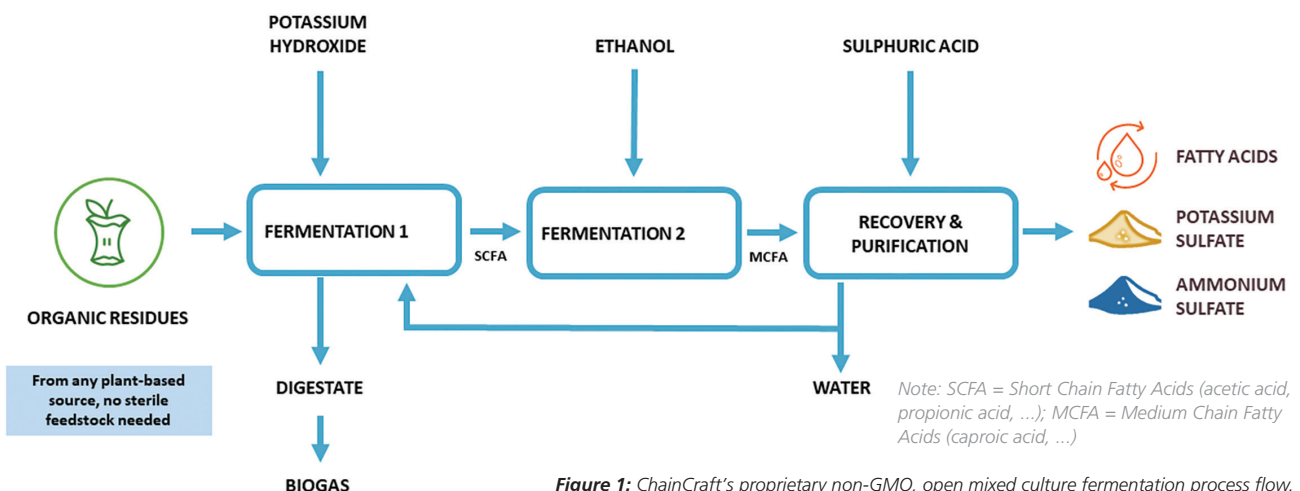 POTASSIUM
HYDROXIDE
ETHANOL
SULPHURIC ACID
FERMENTATION 1
SCFA
FERMENTATION 2
MCFA
RECOVERY &
PURIFICATION
FATTY ACIDS
POTASSIUM
SULFATE
AMMONIUM
SULFATE
ORGANIC RESIDUES
From any plant-based
source, no sterile
feedstock needed
DIGESTATE
BIOGAS
WATER
Note: SCFA = Short Chain Fatty Acids (acetic acid,
propionic acid, ...); MCFA = Medium Chain Fatty
Acids (caproic acid, ...)
Figure 1: ChainCraft's proprietary non-GMO, open mixed culture fermentation process flow.